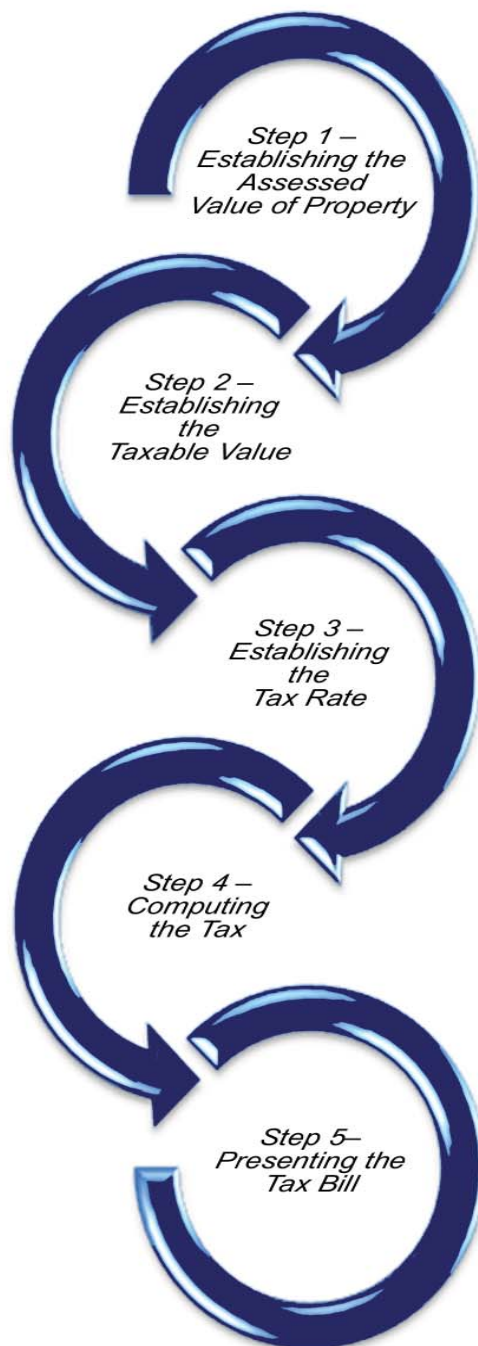 Step 1 –
Establishing the
Assessed
Value of Property
Step 2 –
Establishing
the
Taxable Value
Step 3 –
Establishing
the
Tax Rate
Step 4 –
Computing
the Tax
Step 5–
Presenting the
Tax Bill